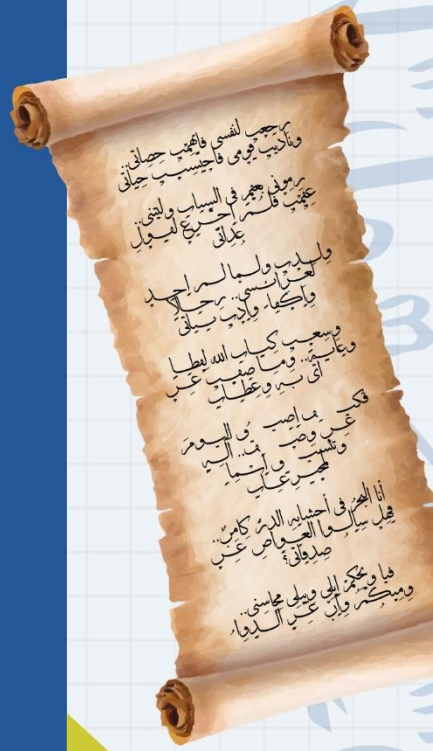 رجعت لنفسي فاتهمت حصاتي..
وناديت قومي فاحتسبت حياتي
رموني بعقم في الشباب وليتني..
عقمت فلم أجزع لقول
عداتي
ولدت ولما لم أجد
لعرائسي.. رجالا
وأكفاء وأدت بناتي
وسعت كتاب الله لفظا
وغاية.. وما ضقت عن
آي به وعظات
فكيف أضيق اليوم
عن وصف آلة
وتنسيق أسماء
أنا البحر في أحشائه الدر كامن..
فهل سألوا الغواص عن
صدفاتي؟
فيا ويحكم أبلى وتبلى محاسني..
ومنكم وإن عز الدواء